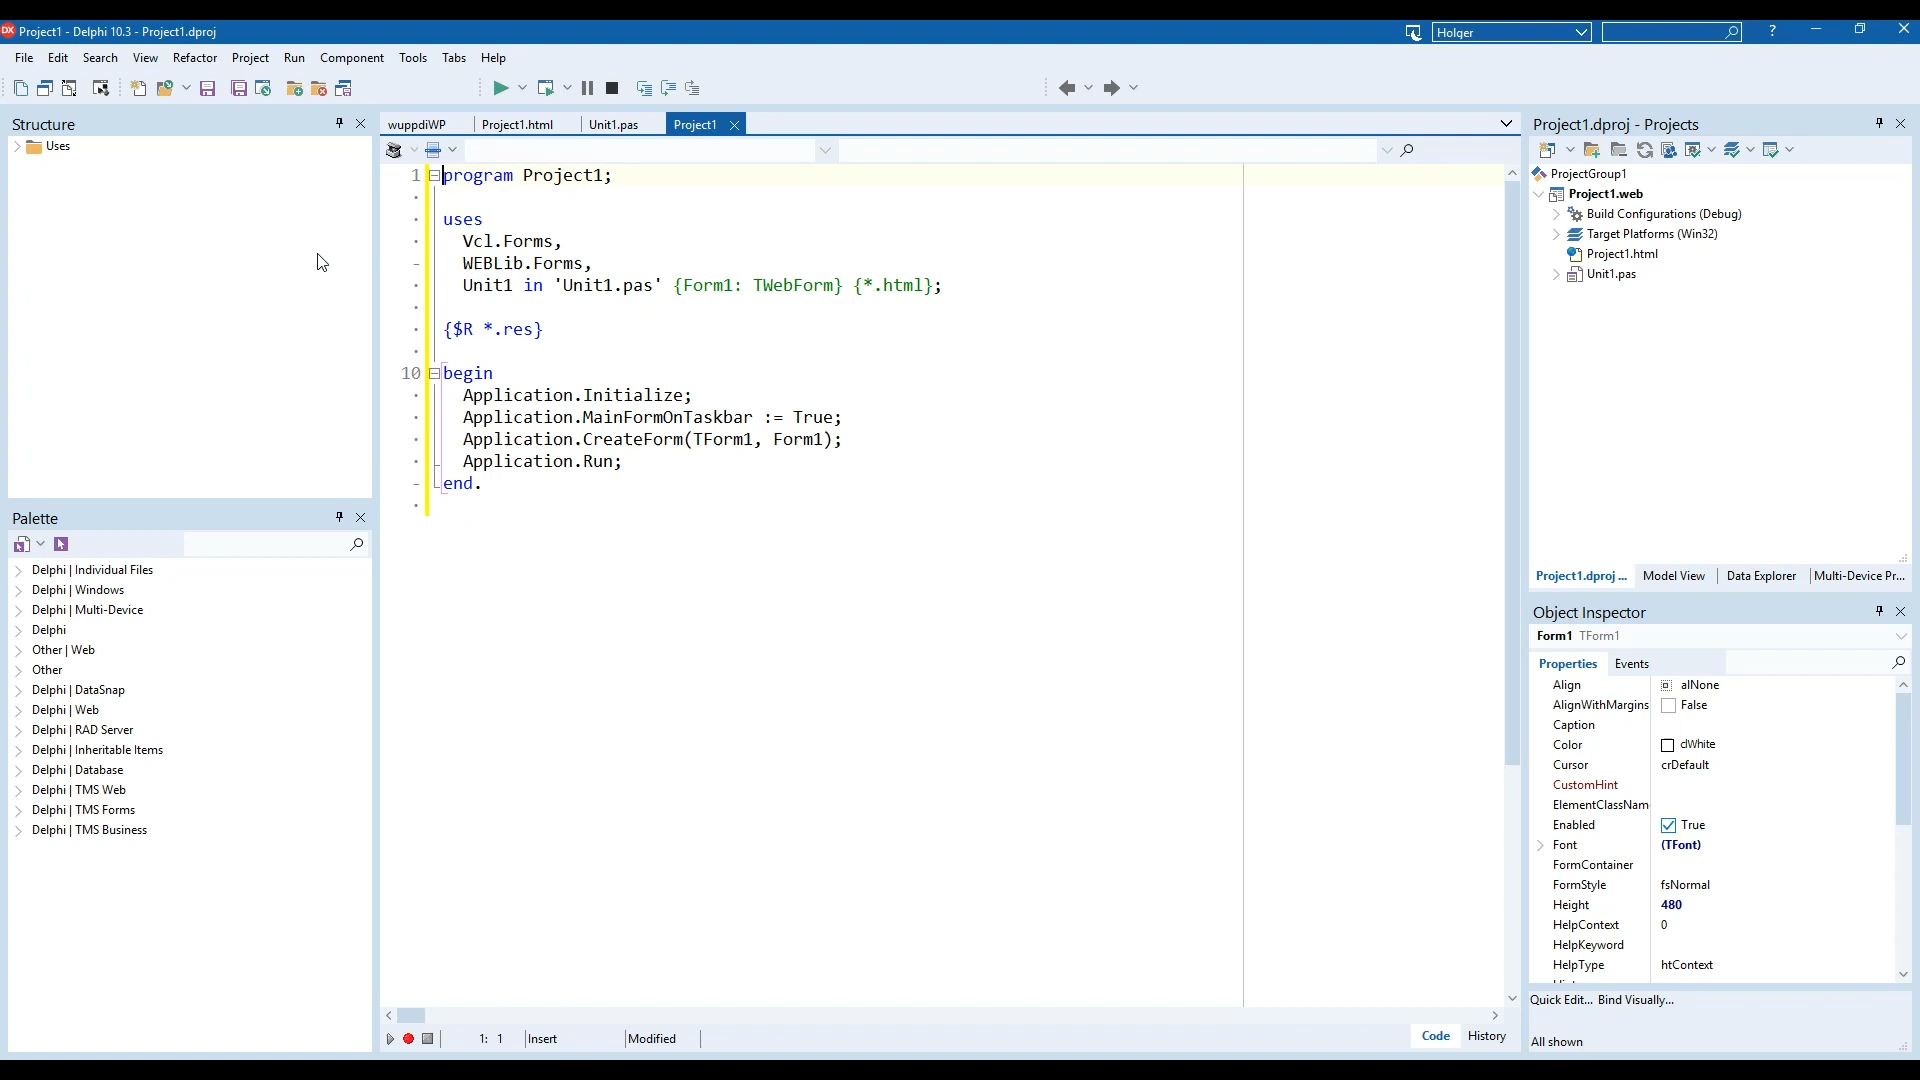 DX Project1 - Delphi 10.3 - Project1.dproj
Holger
?
File Edit Search View Refactor Project Run Component Tools Tabs Help
Structure
Uses
wuppdiWP Project1.html Unit1.pas Project1
1 program Project1;
uses
Vcl.Forms,
WEBLib.Forms,
Unit1 in 'Unit1.pas' {Form1: TWebForm} {*.html};
{$R *.res}
10 begin
Application.Initialize;
Application.MainFormOnTaskbar := True;
Application.CreateForm(TForm1, Form1);
Application.Run;
end.
1: 1 Insert Modified
Code History
Palette
Delphi | Individual Files
Delphi | Windows
Delphi | Multi-Device
Delphi
Other | Web
Other
Delphi | DataSnap
Delphi | Web
Delphi | RAD Server
Delphi | Inheritable Items
Delphi | Database
Delphi | TMS Web
Delphi | TMS Forms
Delphi | TMS Business
Project1.dproj - Projects
ProjectGroup1
Project1.web
Build Configurations (Debug)
Target Platforms (Win32)
Project1.html
Unit1.pas
Project1.dproj ... Model View Data Explorer Multi-Device Pr...
Object Inspector
Form1 TForm1
Properties Events
Align alNone
AlignWithMargins False
Caption
Color clWhite
Cursor crDefault
CustomHint
ElementClassNam
Enabled True
Font (TFont)
FormContainer
FormStyle fsNormal
Height 480
HelpContext 0
HelpKeyword
HelpType htContext
Quick Edit... Bind Visually...
All shown